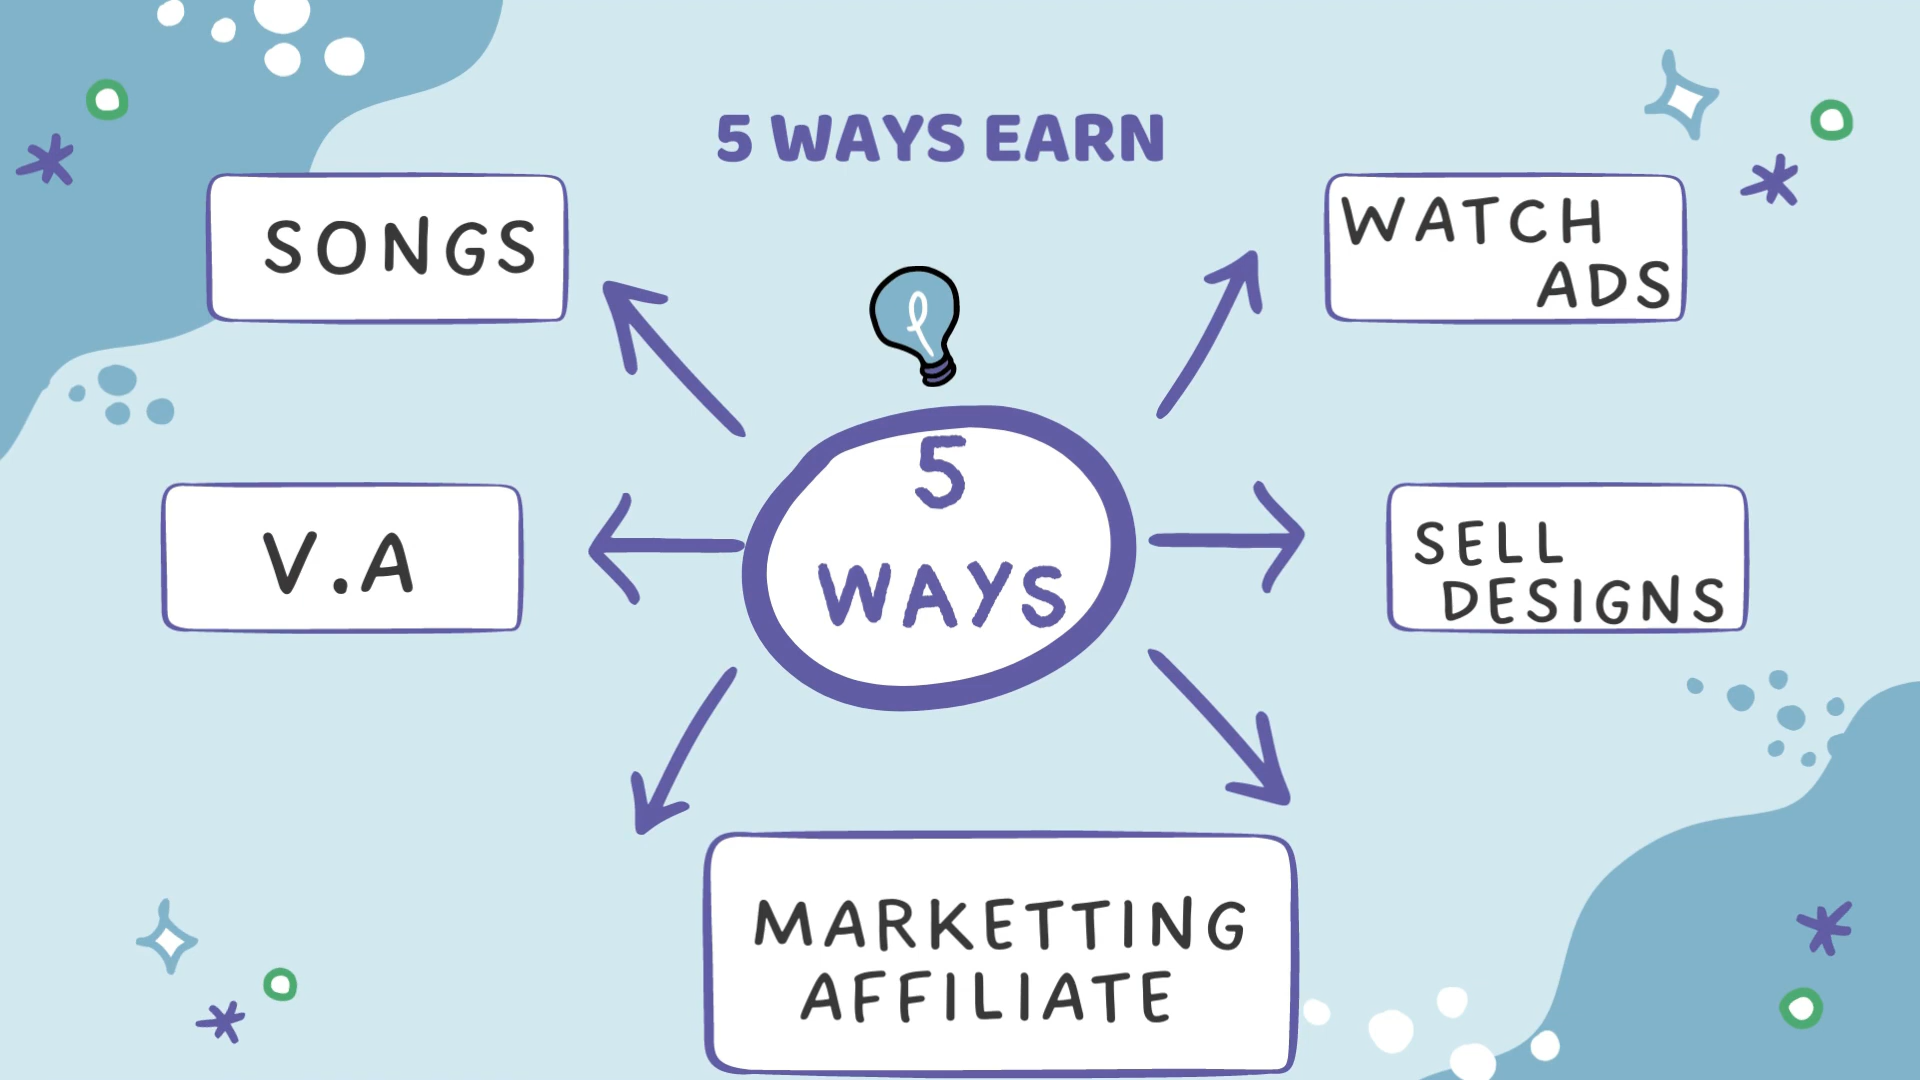 5 WAYS EARN
SONGS
WATCH
ADS
5
WAYS
V.A
SELL
DESIGNS
MARKETTING
AFFILIATE